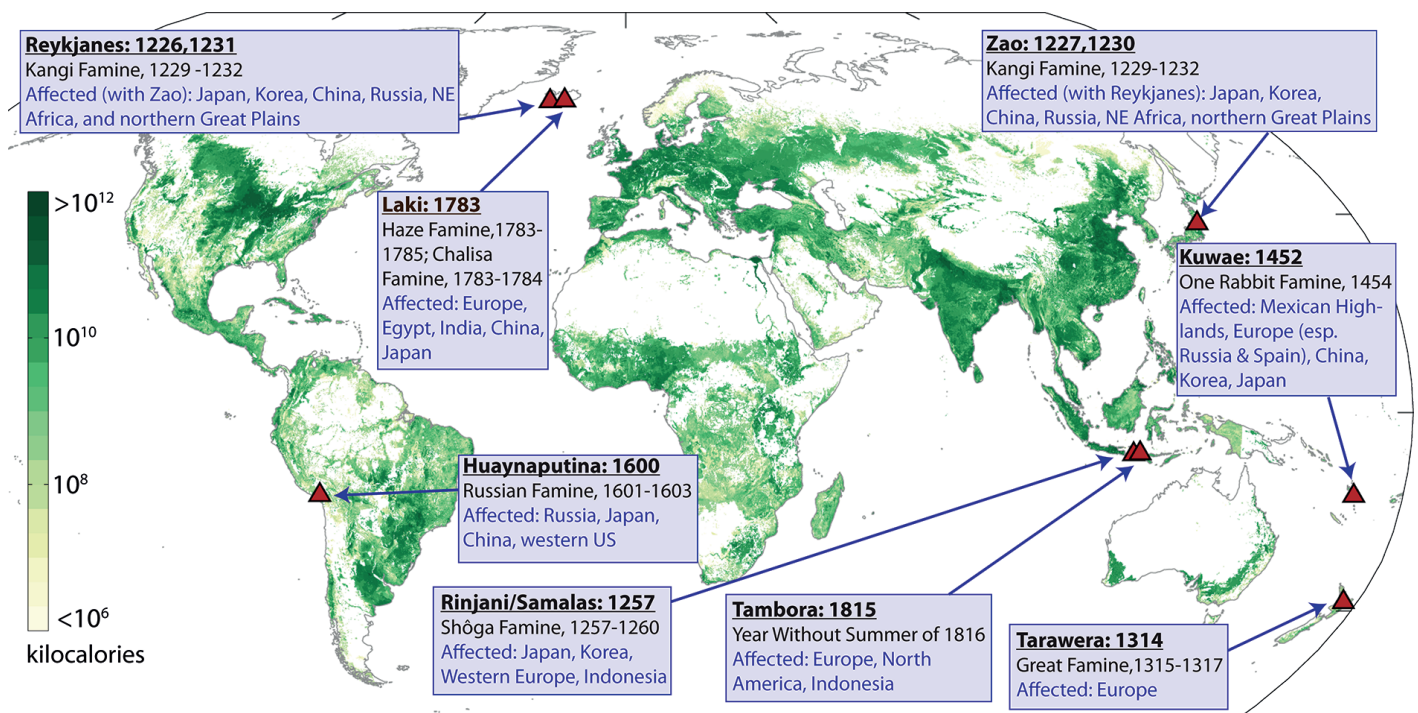 Reykjanes: 1226,1231
Kangi Famine, 1229 -1232
Affected (with Zao): Japan, Korea, China, Russia, NE
Africa, and northern Great Plains
Zao: 1227,1230
Kangi Famine, 1229-1232
Affected (with Reykjanes): Japan, Korea,
China, Russia, NE Africa, northern Great Plains
>10¹²
10¹⁰
10⁸
<10⁶
kilocalories
Laki: 1783
Haze Famine,1783-
1785; Chalisa
Famine, 1783-1784
Affected: Europe,
Egypt, India, China,
Japan
Kuwae: 1452
One Rabbit Famine, 1454
Affected: Mexican High-
lands, Europe (esp.
Russia & Spain), China,
Korea, Japan
Huaynaputina: 1600
Russian Famine, 1601-1603
Affected: Russia, Japan,
China, western US
Rinjani/Samalas: 1257
Shôga Famine, 1257-1260
Affected: Japan, Korea,
Western Europe, Indonesia
Tambora: 1815
Year Without Summer of 1816
Affected: Europe, North
America, Indonesia
Tarawera: 1314
Great Famine,1315-1317
Affected: Europe